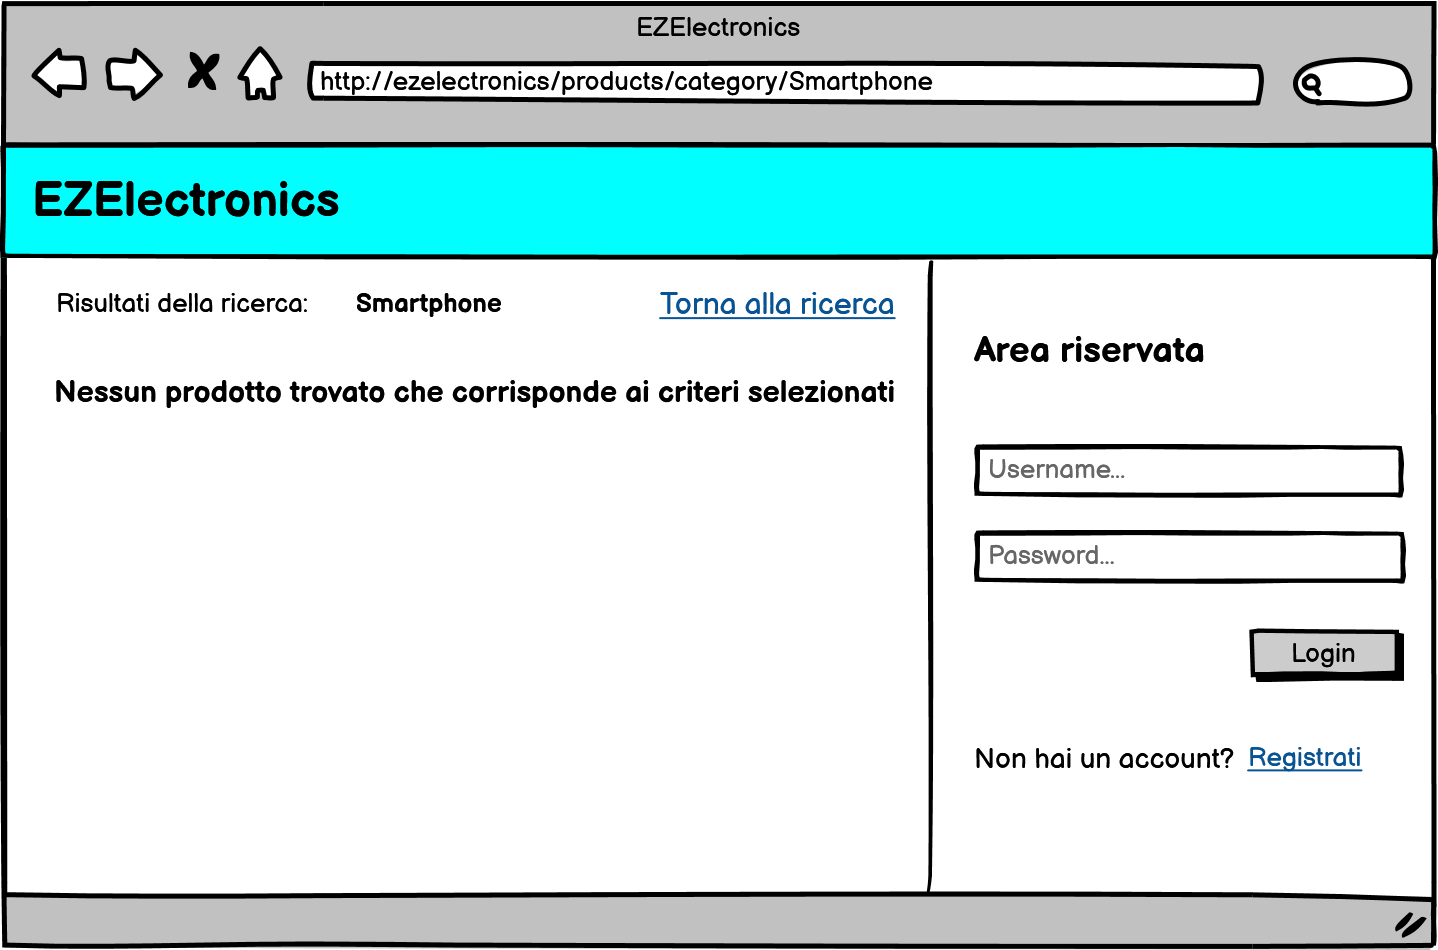 EZElectronics
http://ezelectronics/products/category/Smartphone
EZElectronics
Risultati della ricerca: Smartphone Torna alla ricerca
Nessun prodotto trovato che corrisponde ai criteri selezionati
Area riservata
Username...
Password...
Login
Non hai un account? Registrati